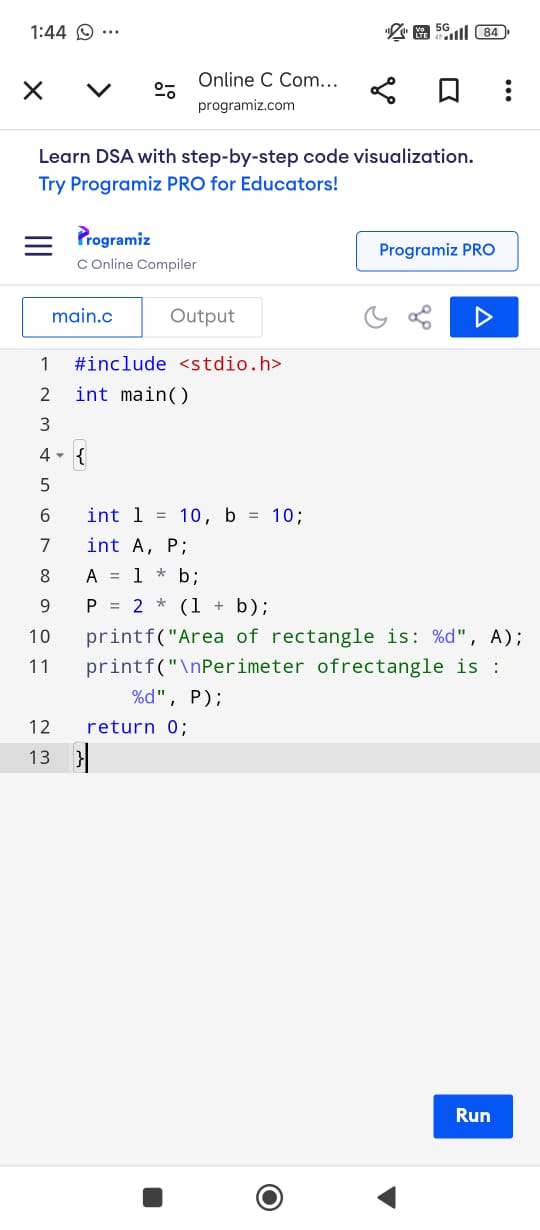 1:44
5G
Vo LTE
84
Online C Com...
programiz.com
Learn DSA with step-by-step code visualization.
Try Programiz PRO for Educators!
Programiz
C Online Compiler
Programiz PRO
main.c
Output
1 #include <stdio.h>
2 int main()
3
4 {
5
6 int l = 10, b = 10;
7 int A, P;
8 A = l * b;
9 P = 2 * (l + b);
10 printf("Area of rectangle is: %d", A);
11 printf("\nPerimeter ofrectangle is :
%d", P);
12 return 0;
13 }
Run